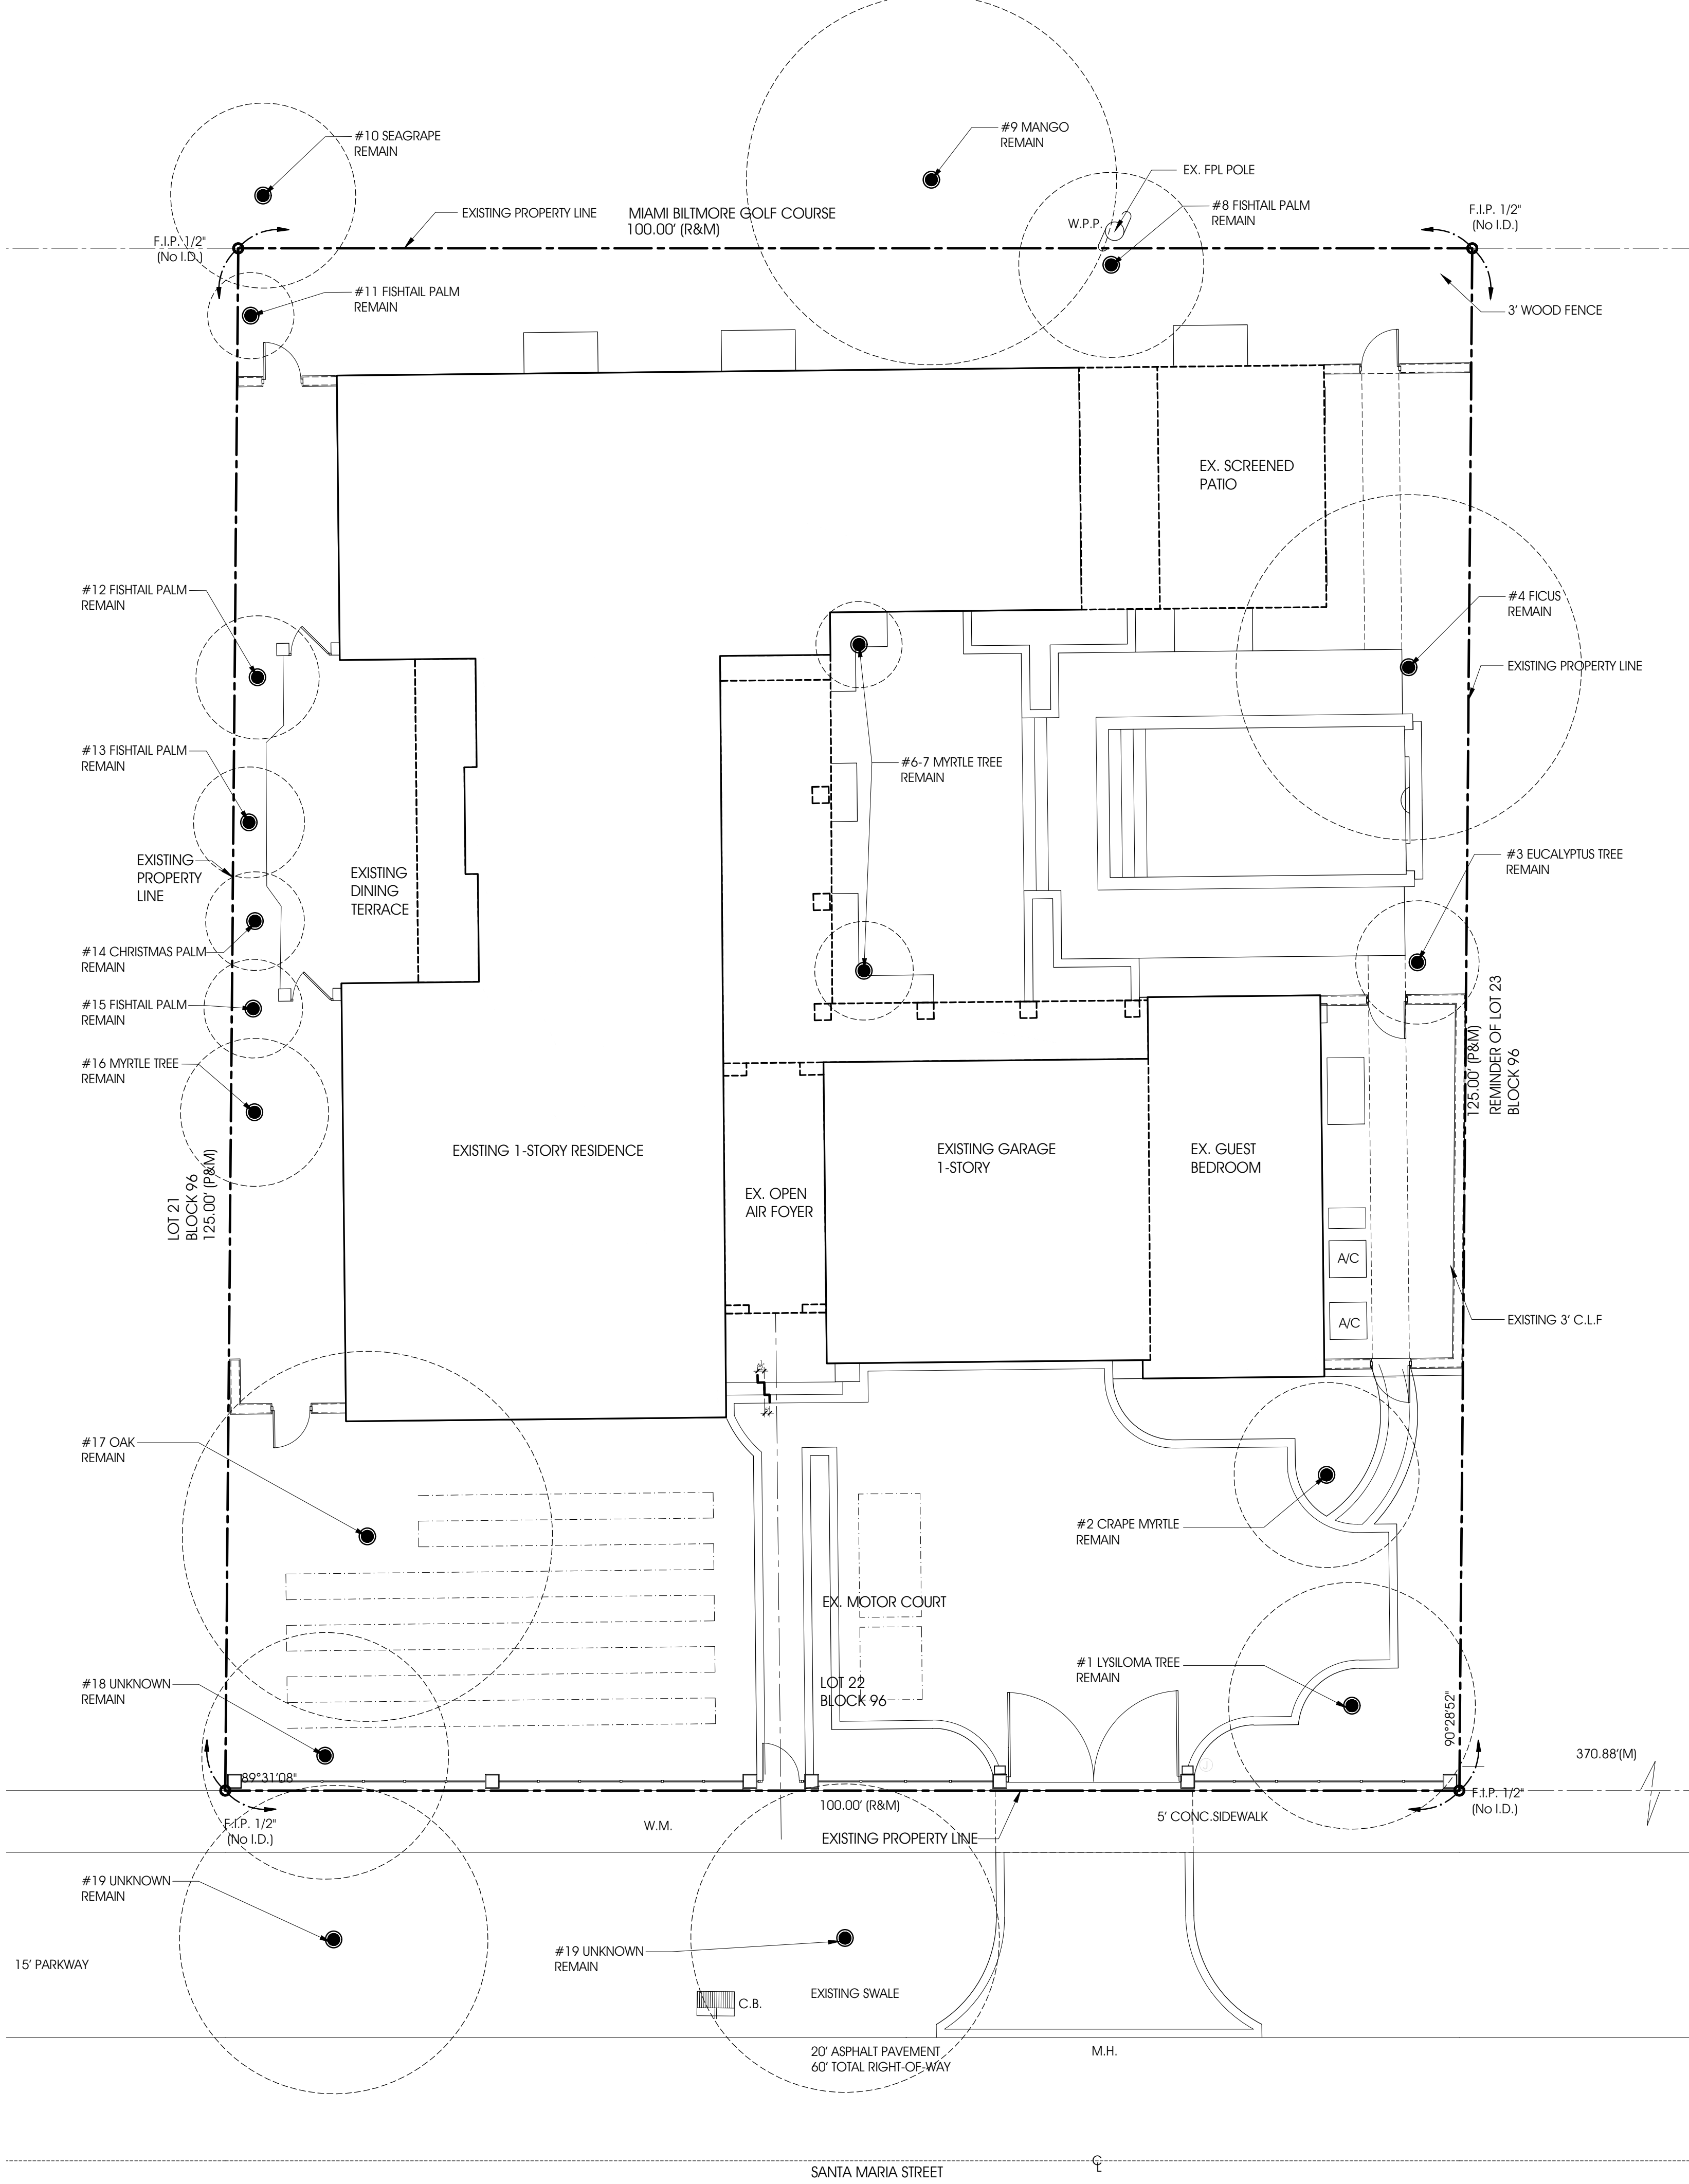 #10 SEAGRAPE
REMAIN
#9 MANGO
REMAIN
EX. FPL POLE
#8 FISHTAIL PALM
REMAIN
W.P.P.
EXISTING PROPERTY LINE
MIAMI BILTMORE GOLF COURSE
100.00' (R&M)
F.I.P. 1/2"
(No I.D.)
F.I.P. 1/2"
(No I.D.)
#11 FISHTAIL PALM
REMAIN
3' WOOD FENCE
EX. SCREENED
PATIO
#12 FISHTAIL PALM
REMAIN
#4 FICUS
REMAIN
EXISTING PROPERTY LINE
#13 FISHTAIL PALM
REMAIN
#6-7 MYRTLE TREE
REMAIN
EXISTING
PROPERTY
LINE
EXISTING
DINING
TERRACE
#3 EUCALYPTUS TREE
REMAIN
#14 CHRISTMAS PALM
REMAIN
#15 FISHTAIL PALM
REMAIN
#16 MYRTLE TREE
REMAIN
125.00' (P&M)
REMINDER OF LOT 23
BLOCK 96
LOT 21
BLOCK 96
125.00' (P&M)
EXISTING 1-STORY RESIDENCE
EXISTING GARAGE
1-STORY
EX. GUEST
BEDROOM
EX. OPEN
AIR FOYER
A/C
A/C
EXISTING 3' C.L.F
#17 OAK
REMAIN
#2 CRAPE MYRTLE
REMAIN
EX. MOTOR COURT
#1 LYSILOMA TREE
REMAIN
LOT 22
BLOCK 96
#18 UNKNOWN
REMAIN
90°28'52"
370.88'(M)
89°31'08"
F.I.P. 1/2"
(No I.D.)
F.I.P. 1/2"
(No I.D.)
100.00' (R&M)
5' CONC.SIDEWALK
W.M.
EXISTING PROPERTY LINE
#19 UNKNOWN
REMAIN
#19 UNKNOWN
REMAIN
15' PARKWAY
EXISTING SWALE
C.B.
20' ASPHALT PAVEMENT
60' TOTAL RIGHT-OF-WAY
M.H.
SANTA MARIA STREET